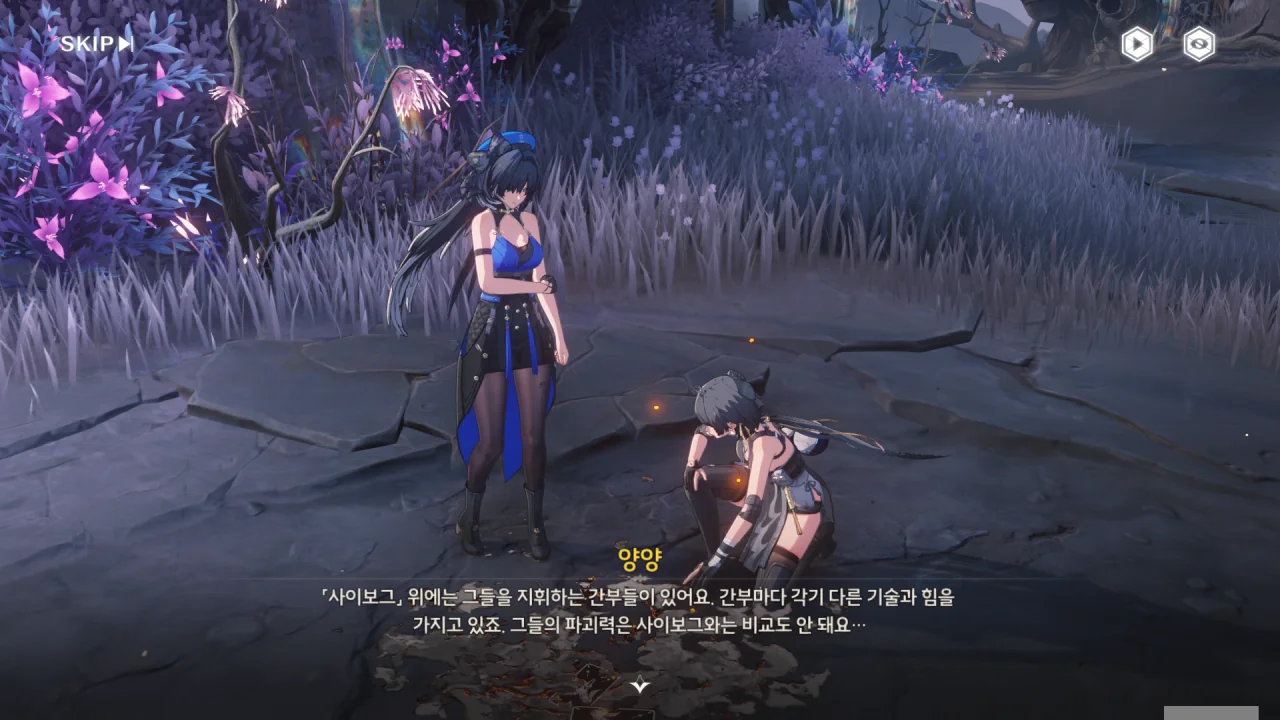 SKIP
양양
「사이보그」 위에는 그들을 지휘하는 간부들이 있어요. 간부마다 각기 다른 기술과 힘을
가지고 있죠. 그들의 파괴력은 사이보그와는 비교도 안 돼요…